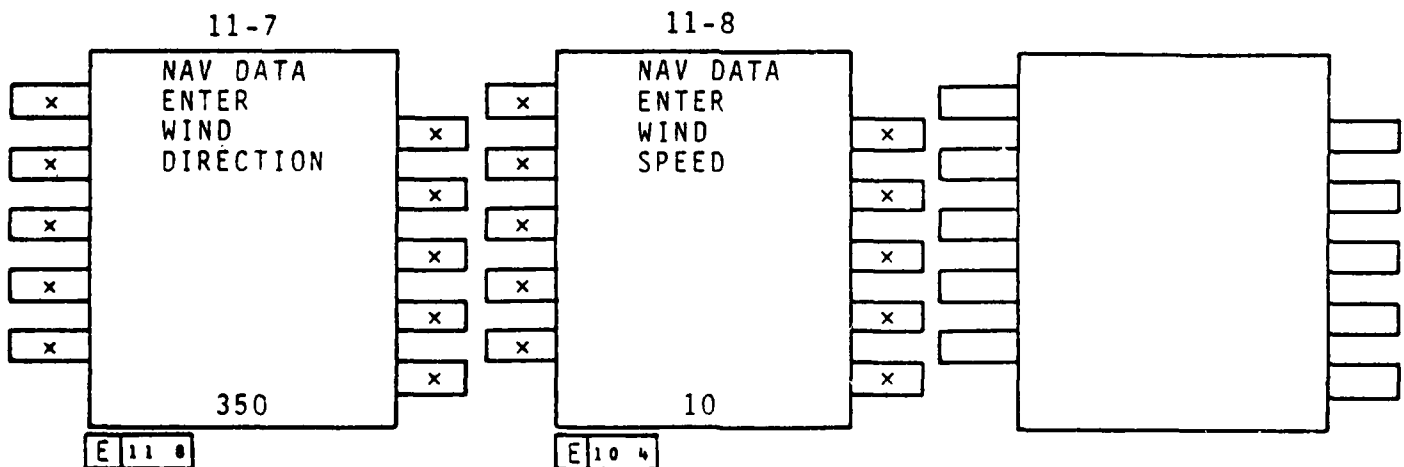 11-7
NAV DATA
ENTER
WIND
DIRECTION
x
x
x
x
x
x
x
x
x
x
350
E 11 8
11-8
NAV DATA
ENTER
WIND
SPEED
x
x
x
x
x
x
x
x
x
x
10
E 10 4